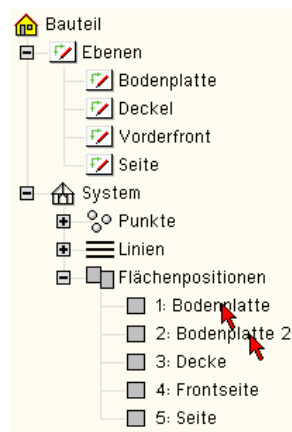 Bauteil
Ebenen
Bodenplatte
Deckel
Vorderfront
Seite
System
Punkte
Linien
Flächenpositionen
1: Bodenplatte
2: Bodenplatte 2
3: Decke
4: Frontseite
5: Seite